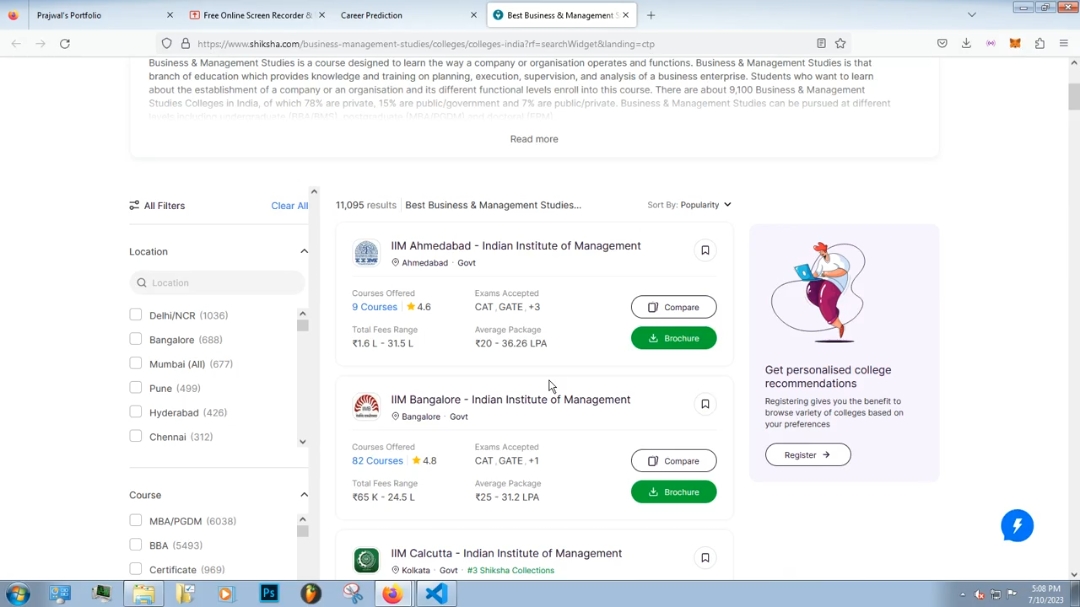 Prajwal's Portfolio
Free Online Screen Recorder &
Career Prediction
Best Business & Management S
https://www.shiksha.com/business-management-studies/colleges/colleges-india?rf=searchWidget&landing=ctp
Business & Management Studies is a course designed to learn the way a company or organisation operates and functions. Business & Management Studies is that
branch of education which provides knowledge and training on planning, execution, supervision, and analysis of a business enterprise. Students who want to learn
about the establishment of a company or an organisation and its different functional levels enroll into this course. There are about 9,100 Business & Management
Studies Colleges in India, of which 78% are private, 15% are public/government and 7% are public/private. Business & Management Studies can be pursued at different
levels including undergraduate (BBA/BMS), postgraduate (MBA/PGDM) and doctoral (FPM).
Read more
All Filters
Clear All
11,095 results
Best Business & Management Studies...
Sort By: Popularity
Location
Location
Delhi/NCR (1036)
Bangalore (688)
Mumbai (All) (677)
Pune (499)
Hyderabad (426)
Chennai (312)
Course
MBA/PGDM (6038)
BBA (5493)
Certificate (969)
IIM Ahmedabad - Indian Institute of Management
Ahmedabad · Govt
Courses Offered
9 Courses 4.6
Exams Accepted
CAT , GATE , +3
Total Fees Range
₹1.6 L - 31.5 L
Average Package
₹20 - 36.26 LPA
Compare
Brochure
IIM Bangalore - Indian Institute of Management
Bangalore · Govt
Courses Offered
82 Courses 4.8
Exams Accepted
CAT , GATE , +1
Total Fees Range
₹65 K - 24.5 L
Average Package
₹25 - 31.2 LPA
Compare
Brochure
IIM Calcutta - Indian Institute of Management
Kolkata · Govt #3 Shiksha Collections
Get personalised college
recommendations
Registering gives you the benefit to
browse variety of colleges based on
your preferences
Register
Ps
5:08 PM
7/10/2023